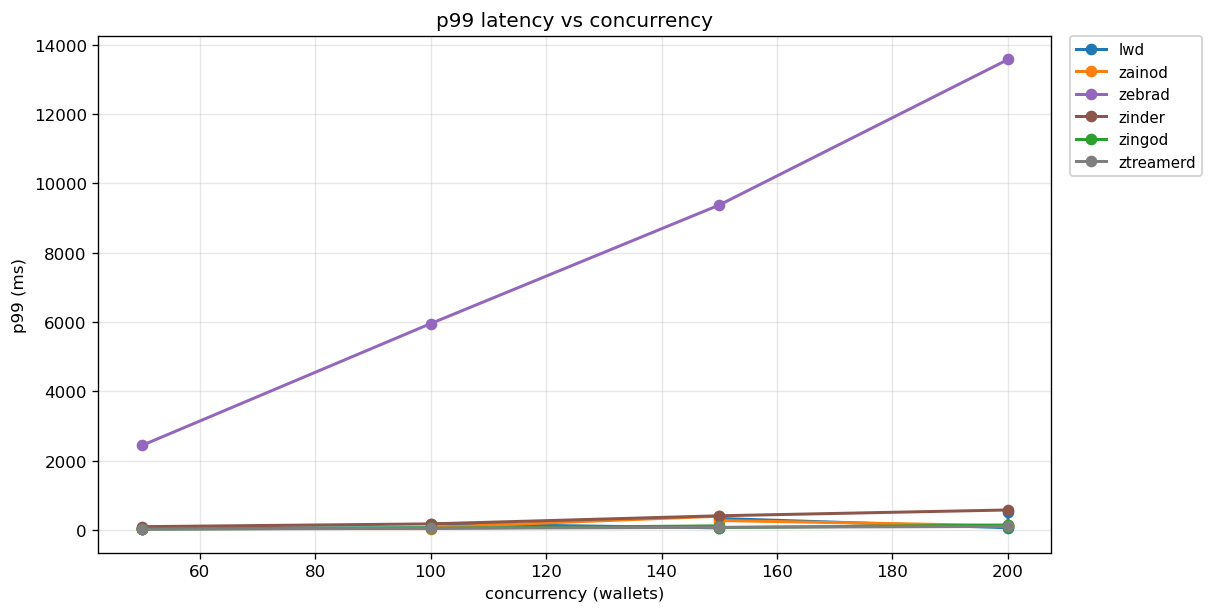 p99 latency vs concurrency
14000
12000
10000
8000
6000
4000
2000
0
p99 (ms)
60
80
100
120
140
160
180
200
concurrency (wallets)
lwd
zainod
zebrad
zinder
zingod
ztreamerd